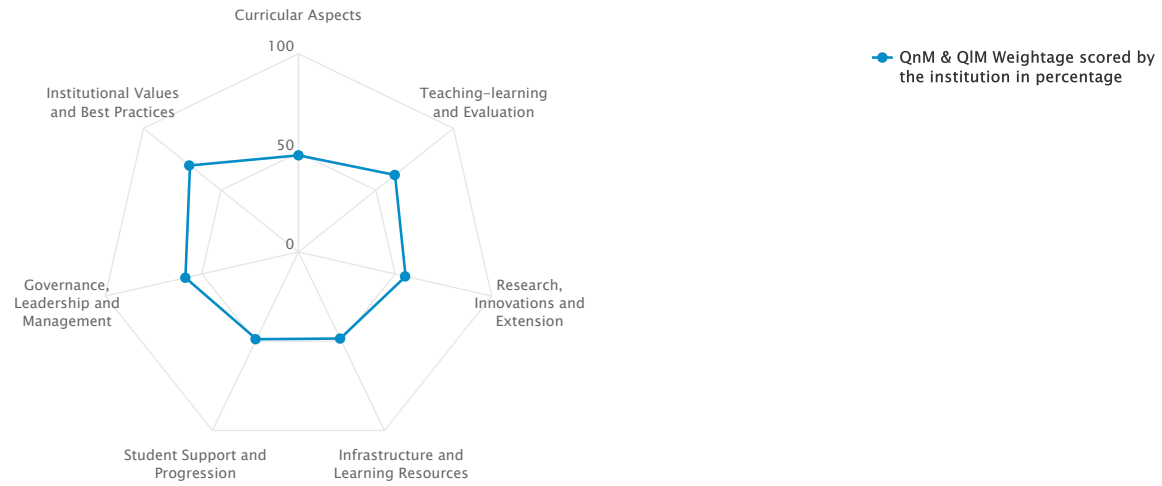 Curricular Aspects
100
QnM & QlM Weightage scored by
the institution in percentage
Institutional Values
and Best Practices
Teaching-learning
and Evaluation
50
0
Governance,
Leadership and
Management
Research,
Innovations and
Extension
Student Support and
Progression
Infrastructure and
Learning Resources